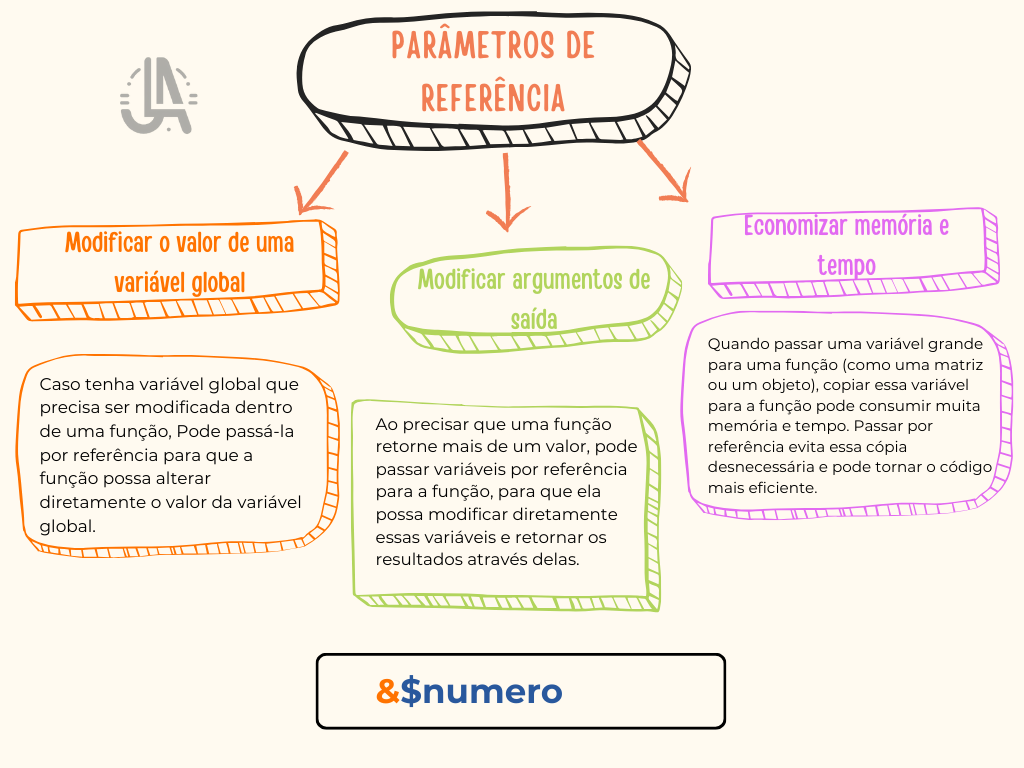 PARÂMETROS DE
REFERÊNCIA
JLA
Modificar o valor de uma
variável global
Caso tenha variável global que
precisa ser modificada dentro
de uma função, Pode passá-la
por referência para que a
função possa alterar
diretamente o valor da variável
global.
Modificar argumentos de
saída
Ao precisar que uma função
retorne mais de um valor, pode
passar variáveis por referência
para a função, para que ela
possa modificar diretamente
essas variáveis e retornar os
resultados através delas.
Economizar memória e
tempo
Quando passar uma variável grande
para uma função (como uma matriz
ou um objeto), copiar essa variável
para a função pode consumir muita
memória e tempo. Passar por
referência evita essa cópia
desnecessária e pode tornar o código
mais eficiente.
&$numero